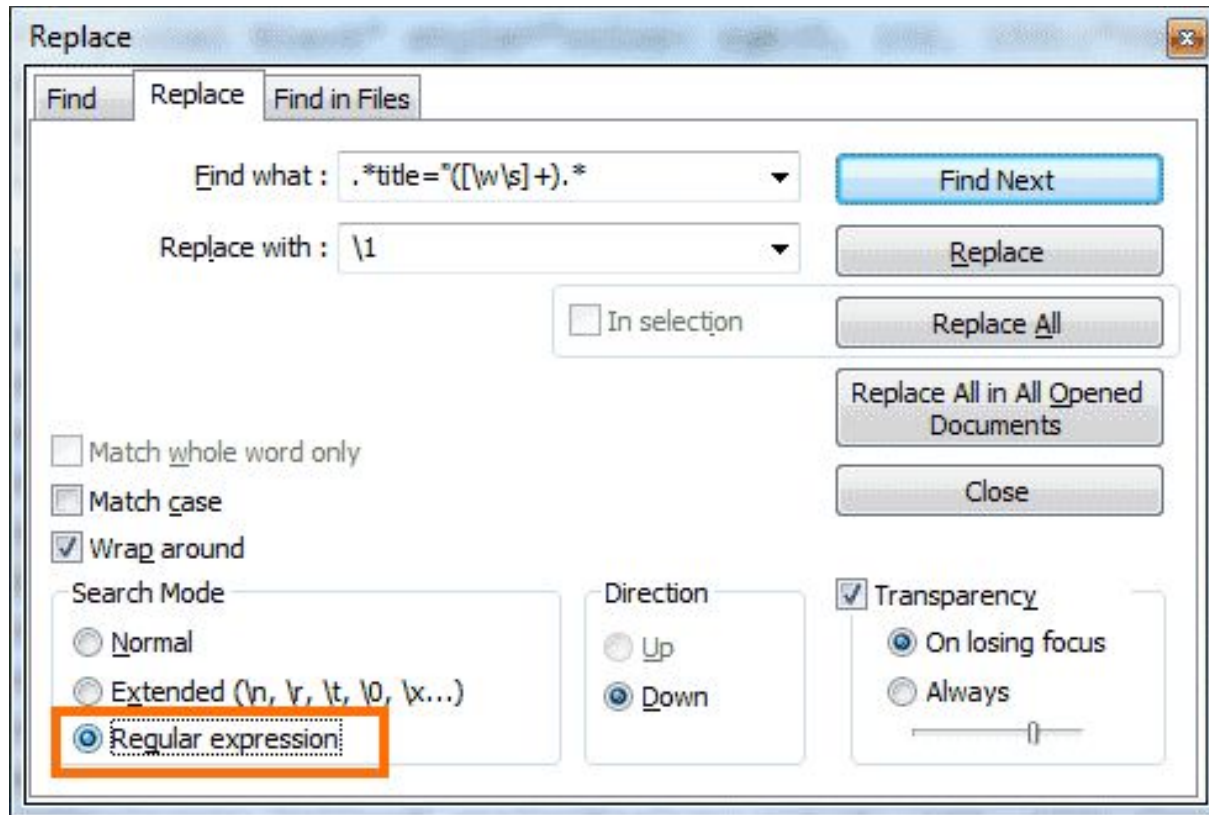 Replace
Find Replace Find in Files
Find what : .*title="([\w\s]+).* Find Next
Replace with : \1 Replace
In selection Replace All
Replace All in All Opened
Documents
Match whole word only
Close
Match case
Wrap around
Search Mode Direction Transparency
Normal Up On losing focus
Extended (\n, \r, \t, \0, \x...) Down Always
Regular expression